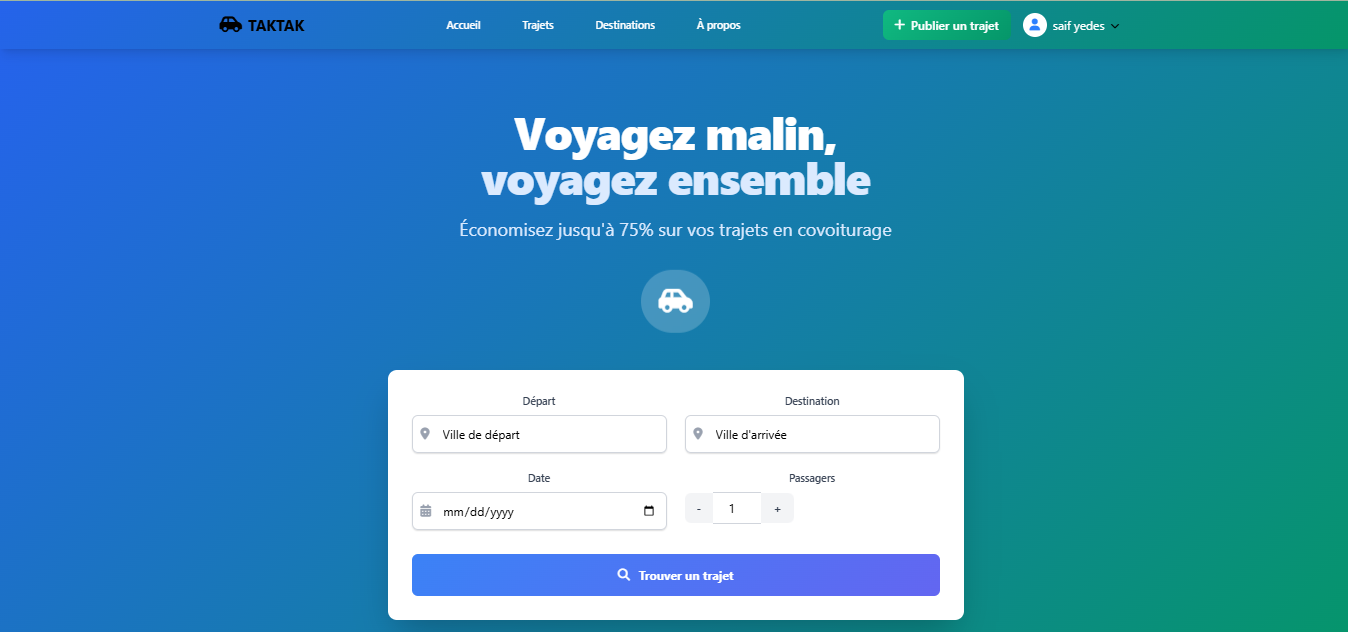 TAKTAK
Accueil
Trajets
Destinations
À propos
+ Publier un trajet
saif yedes
Voyagez malin,
voyagez ensemble
Économisez jusqu'à 75% sur vos trajets en covoiturage
Départ
Destination
Ville de départ
Ville d'arrivée
Date
Passagers
mm/dd/yyyy
- 1 +
Trouver un trajet